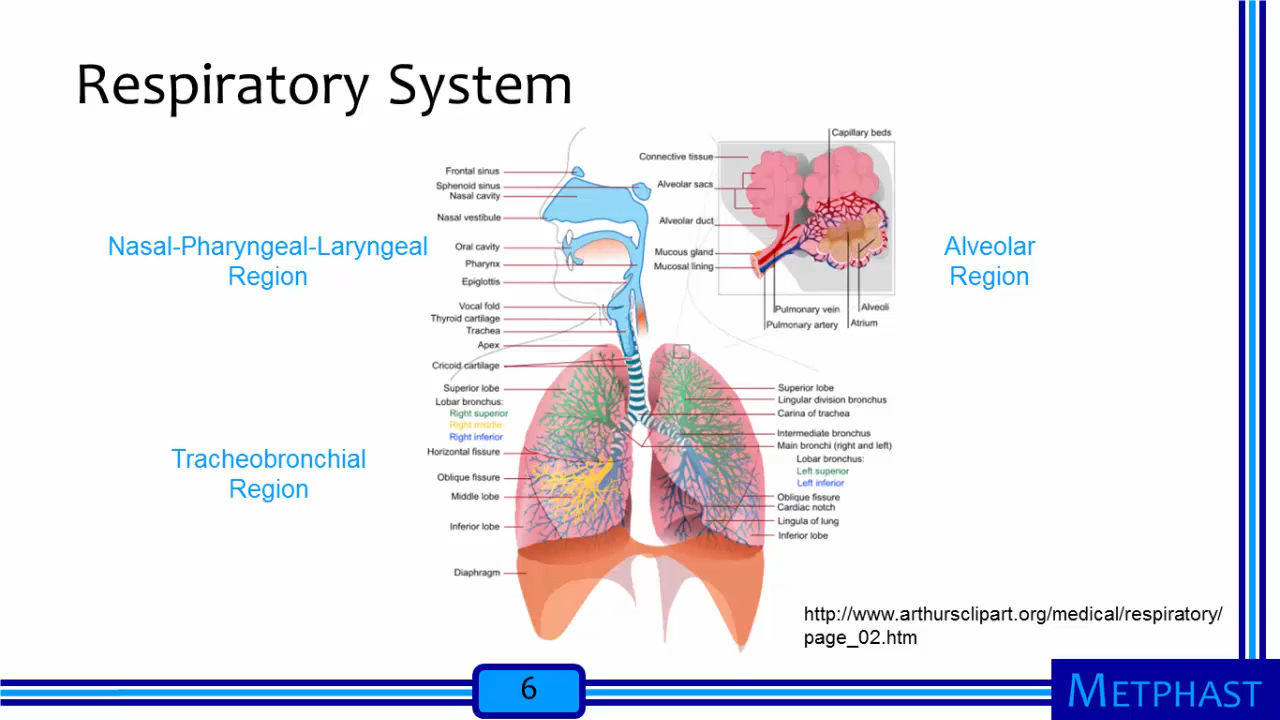 Respiratory System
Nasal-Pharyngeal-Laryngeal
Region
Tracheobronchial
Region
Frontal sinus
Sphenoid sinus
Nasal cavity
Nasal vestibule
Oral cavity
Pharynx
Epiglottis
Vocal fold
Thyroid cartilage
Trachea
Apex
Cricoid cartilage
Superior lobe
Lobar bronchus:
Right superior
Right middle
Right inferior
Horizontal fissure
Oblique fissure
Middle lobe
Inferior lobe
Diaphragm
Capillary beds
Connective tissue
Alveolar sacs
Alveolar duct
Mucous gland
Mucosal lining
Pulmonary vein
Alveoli
Pulmonary artery
Atrium
Superior lobe
Lingular division bronchus
Carina of trachea
Intermediate bronchus
Main bronchi (right and left)
Lobar bronchus:
Left superior
Left inferior
Oblique fissure
Cardiac notch
Lingula of lung
Inferior lobe
Alveolar
Region
http://www.arthursclipart.org/medical/respiratory/
page_02.htm
6
METPHAST